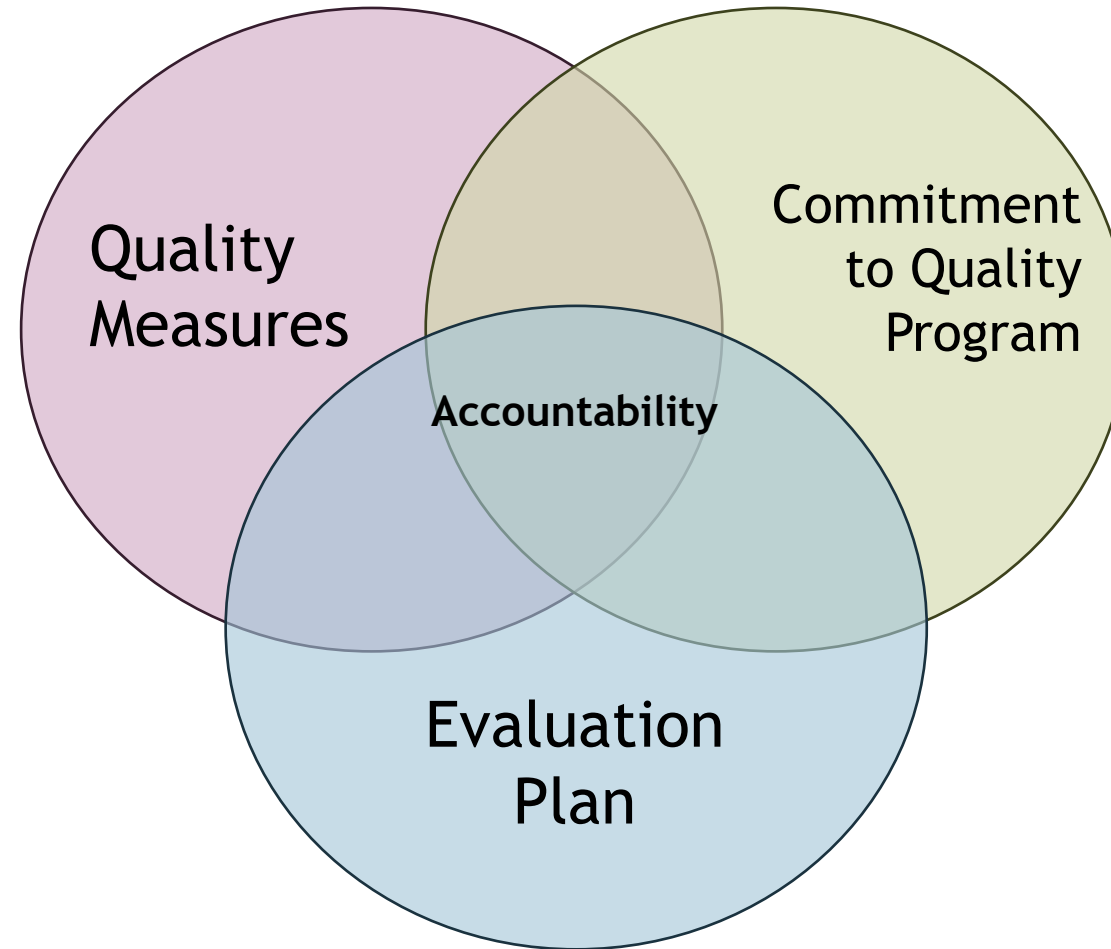 Quality
Measures
Commitment
to Quality
Program
Accountability
Evaluation
Plan